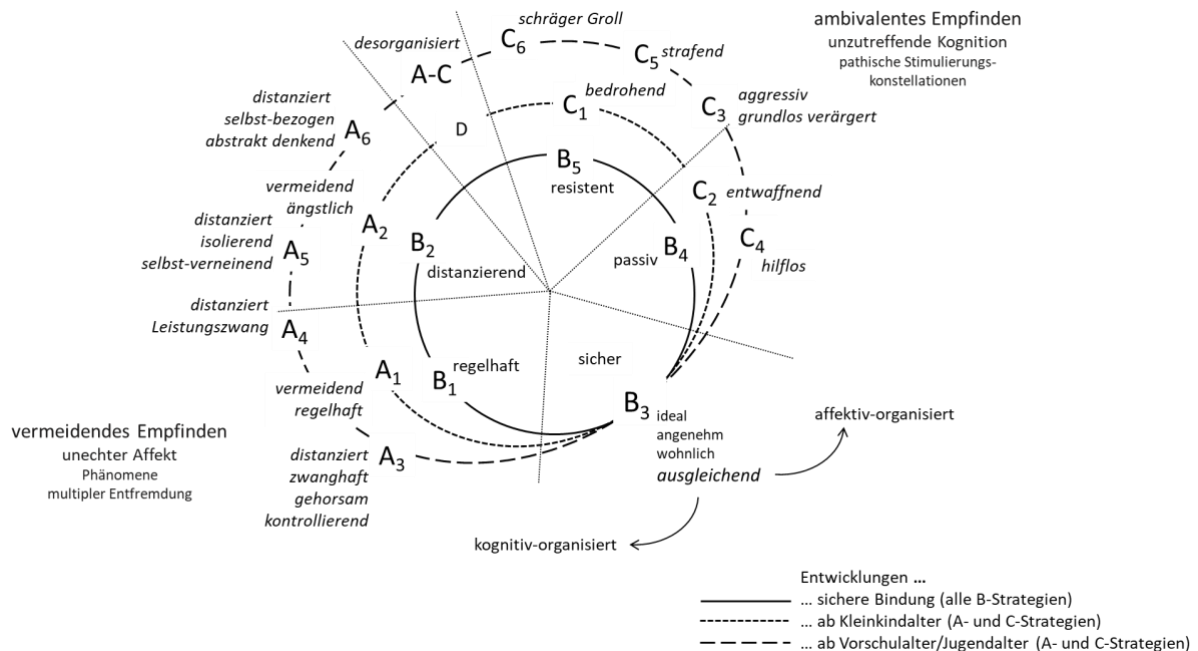 schräger Groll
C6
desorganisiert
A-C
C5 strafend
ambivalentes Empfinden
unzutreffende Kognition
pathische Stimulierungs-
konstellationen
distanziert
selbst-bezogen
abstrakt denkend
A6
D
bedrohend
C1
C3
aggressiv
grundlos verärgert
B5
resistent
vermeidend
ängstlich
A2
C2 entwaffnend
distanziert
isolierend
selbst-verneinend
A5
B2
distanzierend
passiv
B4
C4
hilflos
distanziert
Leistungszwang
A4
vermeidend
regelhaft
A1
B1
regelhaft
sicher
B3
ideal
angenehm
wohnlich
ausgleichend
affektiv-organisiert
vermeidendes Empfinden
unechter Affekt
Phänomene
multipler Entfremdung
distanziert
zwanghaft
gehorsam
kontrollierend
A3
kognitiv-organisiert
Entwicklungen ...
... sichere Bindung (alle B-Strategien)
... ab Kleinkindalter (A- und C-Strategien)
... ab Vorschulalter/Jugendalter (A- und C-Strategien)